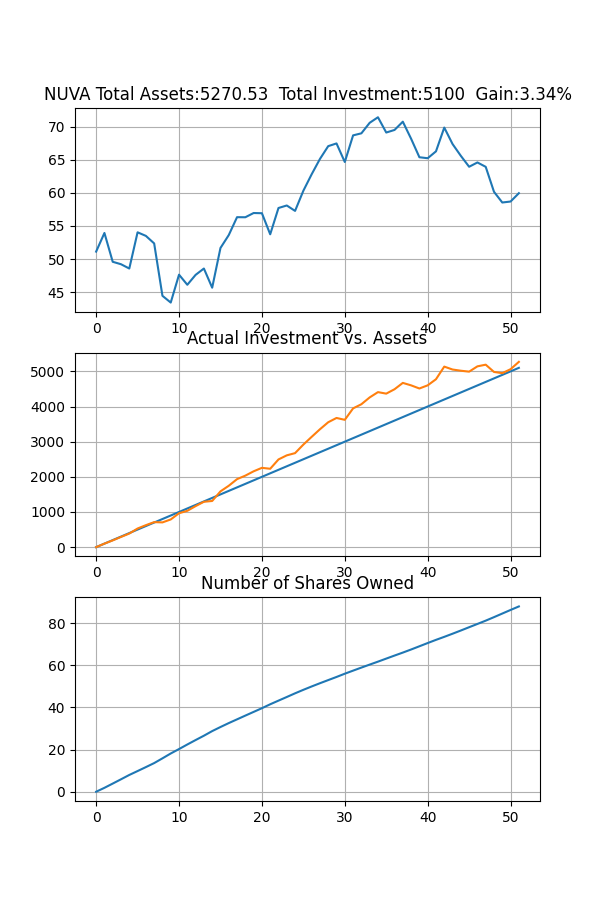 NUVA Total Assets:5270.53  Total Investment:5100  Gain:3.34%
70
65
60
55
50
45
0 10 20 30 40 50
Actual Investment vs. Assets
5000
4000
3000
2000
1000
0
0 10 20 30 40 50
Number of Shares Owned
80
60
40
20
0
0 10 20 30 40 50